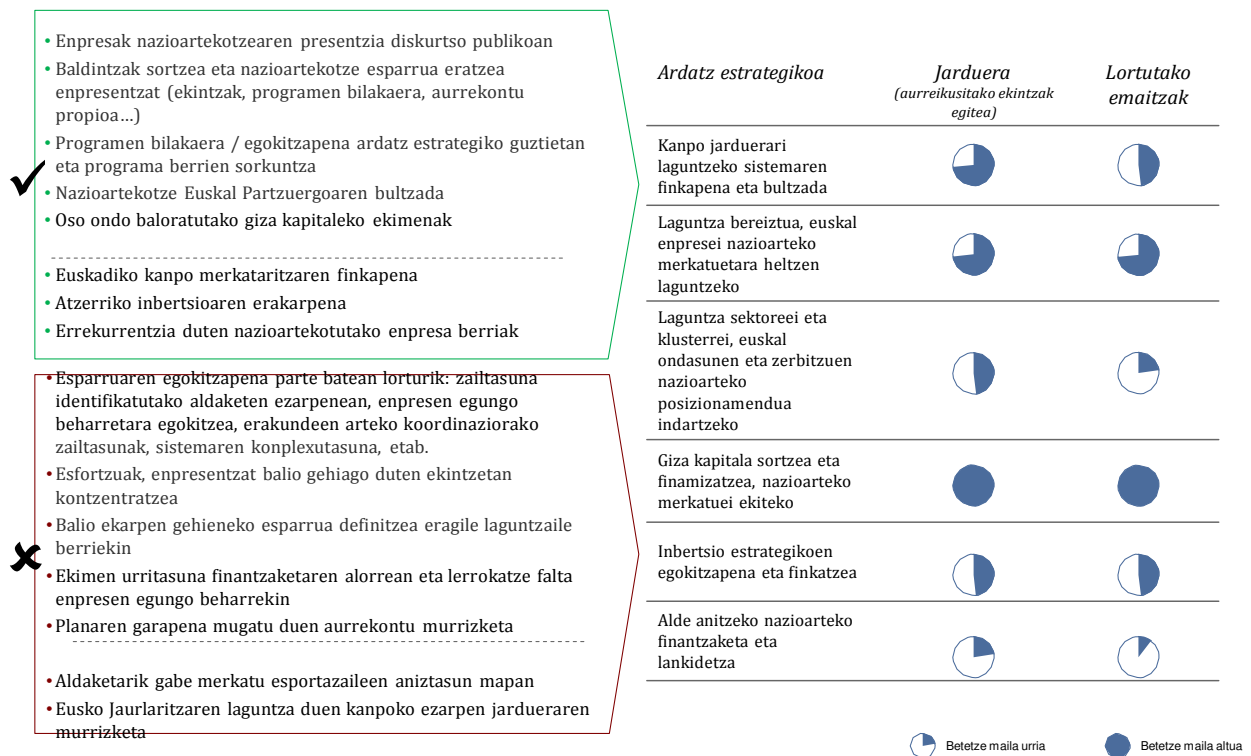 • Enpresak nazioartekotzearen presentzia diskurtso publikoan
• Baldintzak sortzea eta nazioartekotze esparrua eratzea
enpresentzat (ekintzak, programen bilakaera, aurrekontu
propioa…)
• Programen bilakaera / egokitzapena ardatz estrategiko guztietan
eta programa berrien sorkuntza
• Nazioartekotze Euskal Partzuergoaren bultzada
• Oso ondo baloratutako giza kapitaleko ekimenak
• Euskadiko kanpo merkataritzaren finkapena
• Atzerriko inbertsioaren erakarpena
• Errekurrentzia duten nazioartekotutako enpresa berriak
• Esparruaren egokitzapena parte batean lorturik: zailtasuna
identifikatutako aldaketen ezarpenean, enpresen egungo
beharretara egokitzea, erakundeen arteko koordinaziorako
zailtasunak, sistemaren konplexutasuna, etab.
• Esfortzuak, enpresentzat balio gehiago duten ekintzetan
kontzentratzea
• Balio ekarpen gehieneko esparrua definitzea eragile laguntzaile
berriekin
• Ekimen urritasuna finantzaketaren alorrean eta lerrokatze falta
enpresen egungo beharrekin
• Planaren garapena mugatu duen aurrekontu murrizketa
• Aldaketarik gabe merkatu esportazaileen aniztasun mapan
• Eusko Jaurlaritzaren laguntza duen kanpoko ezarpen jardueraren
murrizketa
Ardatz estrategikoa
Jarduera
(aurreikusitako ekintzak
egitea)
Lortutako
emaitzak
Kanpo jarduerari
laguntzeko sistemaren
finkapena eta bultzada
Laguntza bereiztua, euskal
enpresei nazioarteko
merkatuetara heltzen
laguntzeko
Laguntza sektoreei eta
klusterrei, euskal
ondasunen eta zerbitzuen
nazioarteko
posizionamendua
indartzeko
Giza kapitala sortzea eta
finamizatzea, nazioarteko
merkatuei ekiteko
Inbertsio estrategikoen
egokitzapena eta finkatzea
Alde anitzeko nazioarteko
finantzaketa eta
lankidetza
Betetze maila urria
Betetze maila altua